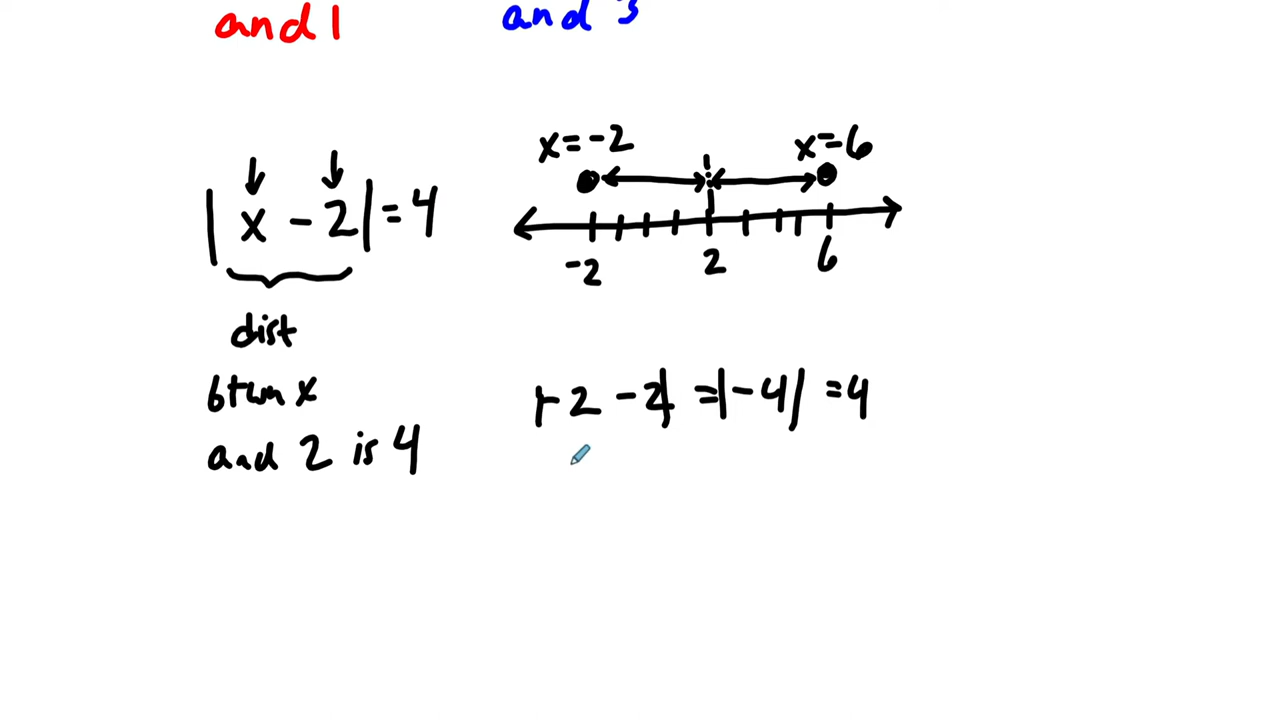 and 1
and 3
|x - 2| = 4
x = -2
x = 6
-2 2 6
dist
btwn x
and 2 is 4
|-2 - 2| = |-4| = 4